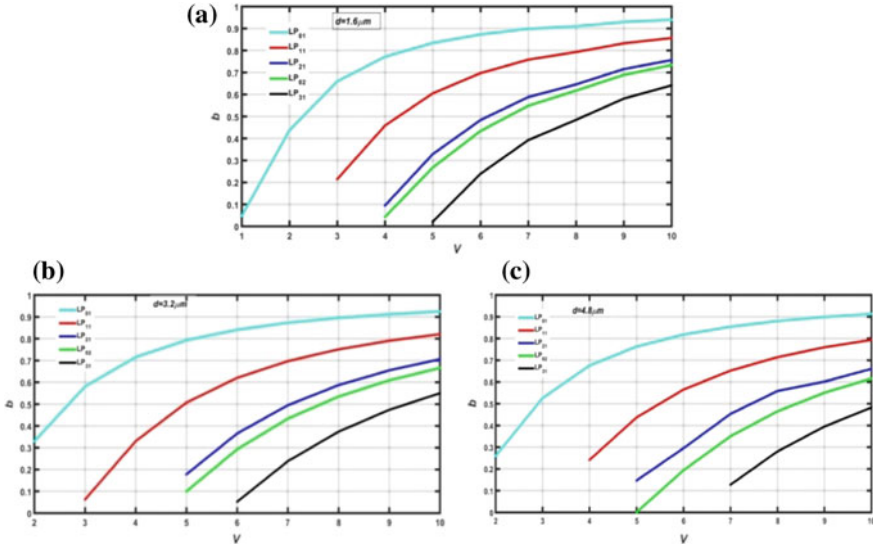 (a)
d=1.6μm
LP01
LP11
LP21
LP02
LP31
1
0.9
0.8
0.7
0.6
0.5
0.4
0.3
0.2
0.1
0
b
1 2 3 4 5 6 7 8 9 10
V
(b)
d=3.2μm
LP01
LP11
LP21
LP02
LP31
1
0.9
0.8
0.7
0.6
0.5
0.4
0.3
0.2
0.1
0
b
2 3 4 5 6 7 8 9 10
V
(c)
d=4.8μm
LP01
LP11
LP21
LP02
LP31
1
0.9
0.8
0.7
0.6
0.5
0.4
0.3
0.2
0.1
0
b
2 3 4 5 6 7 8 9 10
V